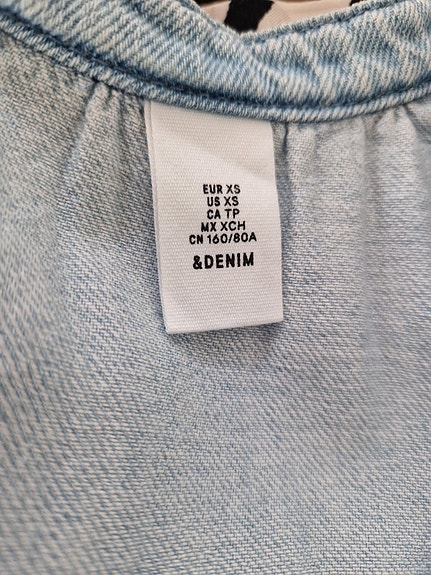 EUR XS
US XS
CA TP
MX XCH
CN 160/80A
&DENIM